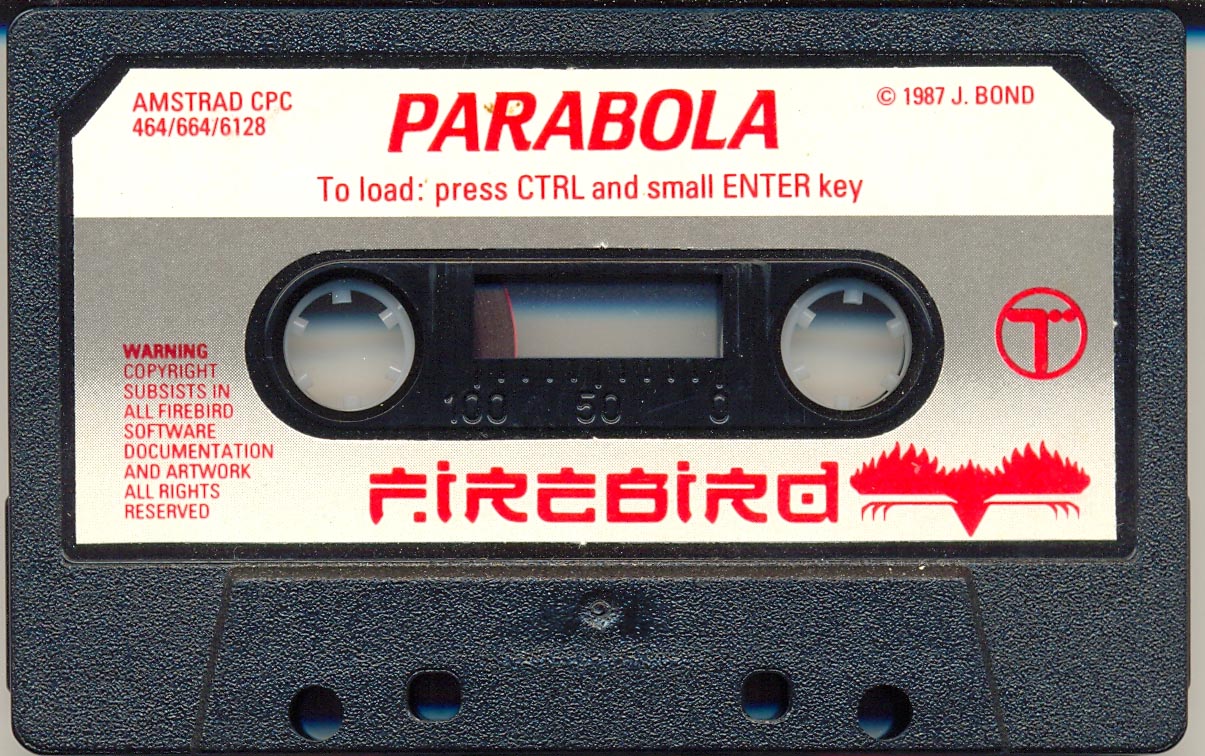 AMSTRAD CPC
464/664/6128
PARABOLA
© 1987 J. BOND
To load: press CTRL and small ENTER key
WARNING
COPYRIGHT
SUBSISTS IN
ALL FIREBIRD
SOFTWARE
DOCUMENTATION
AND ARTWORK
ALL RIGHTS
RESERVED
100 50 0
T
FIREBIRD